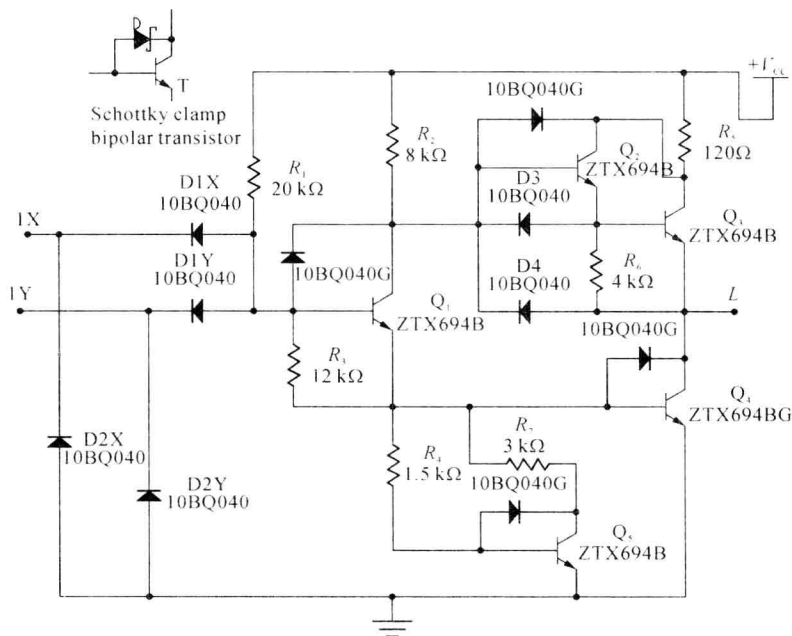 D
T
Schottky clamp
bipolar transistor
+V_cc
10BQ040G
R₂
8 kΩ
R₁
20 kΩ
Q₂
ZTX694B
R₅
120Ω
D1X
10BQ040
1X
D3
10BQ040
Q₃
ZTX694B
D1Y
10BQ040
10BQ040G
D4
10BQ040
R₆
4 kΩ
1Y
L
Q₁
ZTX694B
10BQ040G
R₃
12 kΩ
Q₄
ZTX694BG
D2X
10BQ040
R₄
1.5 kΩ
R₇
3 kΩ
10BQ040G
D2Y
10BQ040
Q₅
ZTX694B